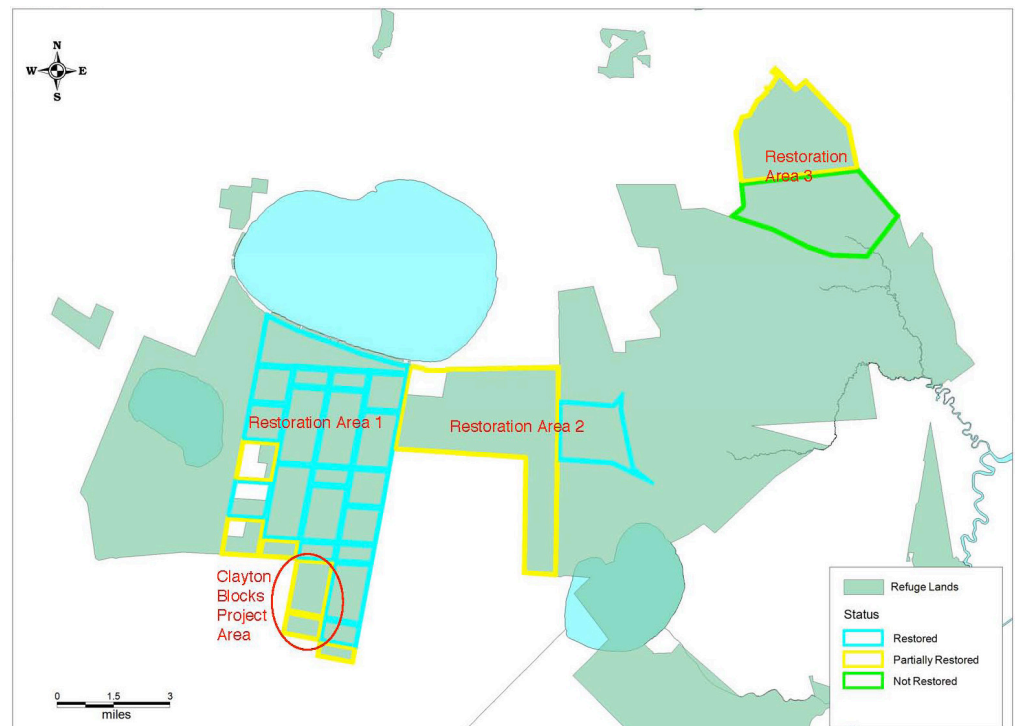 N
W E
S
Restoration
Area 3
Restoration Area 1
Restoration Area 2
Clayton
Blocks
Project
Area
Refuge Lands
Status
Restored
Partially Restored
Not Restored
0 1.5 3
miles